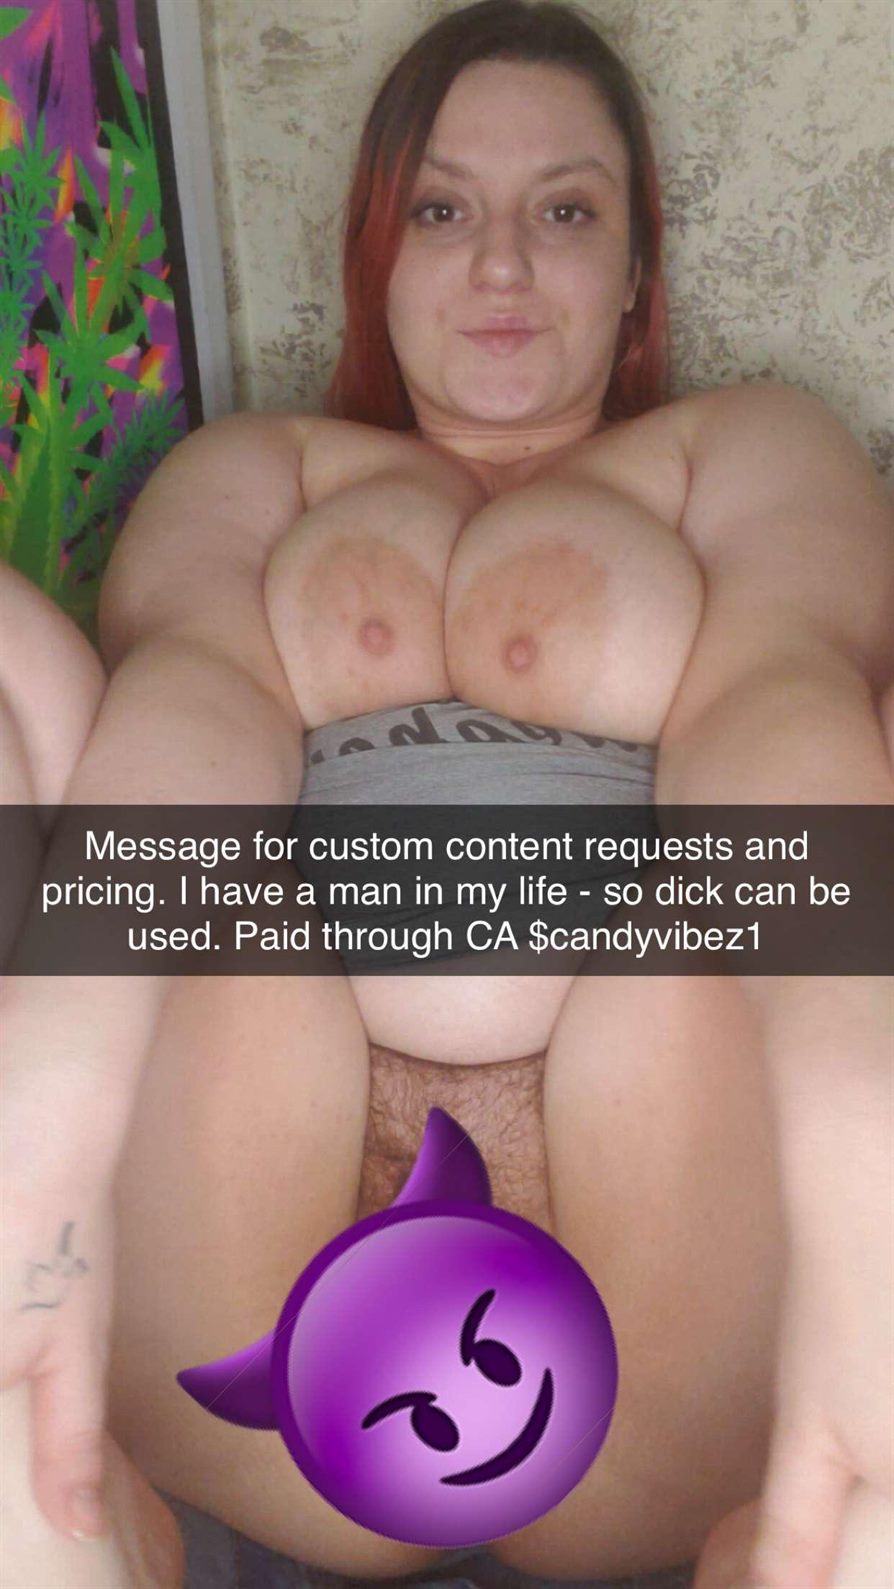 Message for custom content requests and
pricing. I have a man in my life - so dick can be
used. Paid through CA $candyvibez1